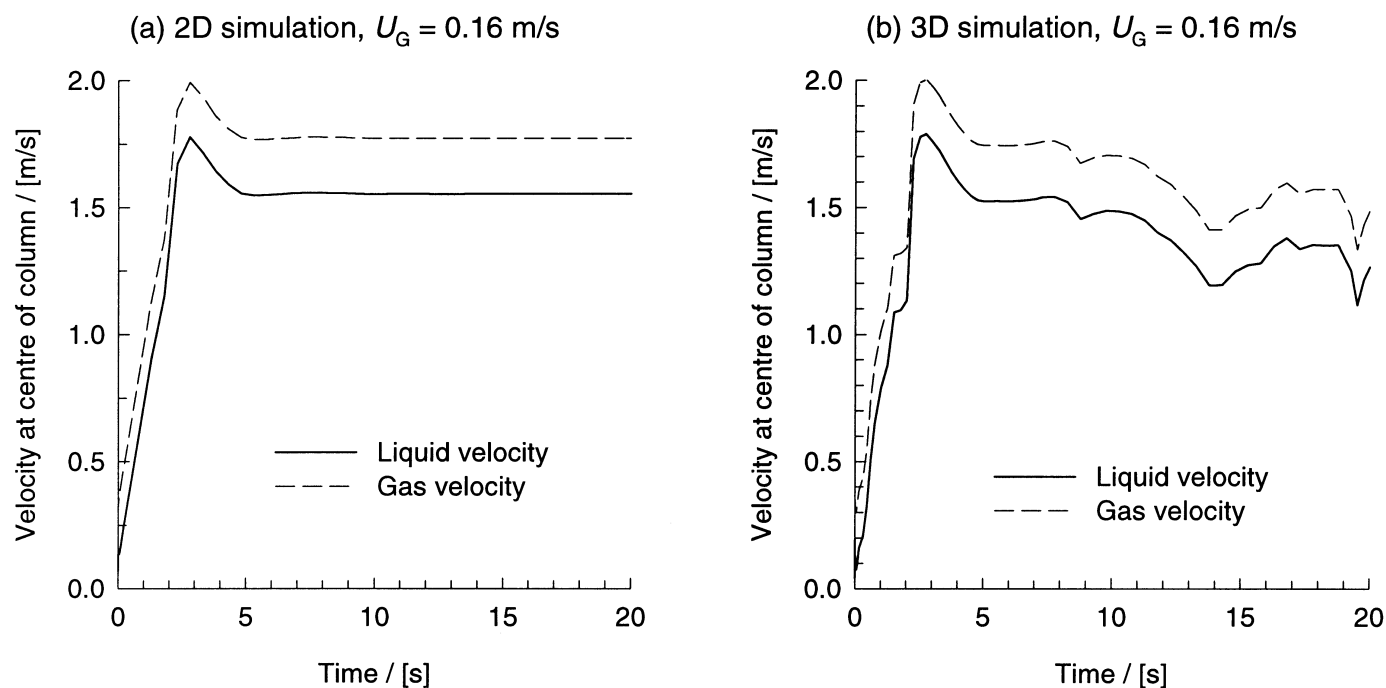 (a) 2D simulation, U_G = 0.16 m/s
Velocity at centre of column / [m/s]
2.0
1.5
1.0
0.5
0.0
Liquid velocity
Gas velocity
0 5 10 15 20
Time / [s]
(b) 3D simulation, U_G = 0.16 m/s
Velocity at centre of column / [m/s]
2.0
1.5
1.0
0.5
0.0
Liquid velocity
Gas velocity
0 5 10 15 20
Time / [s]